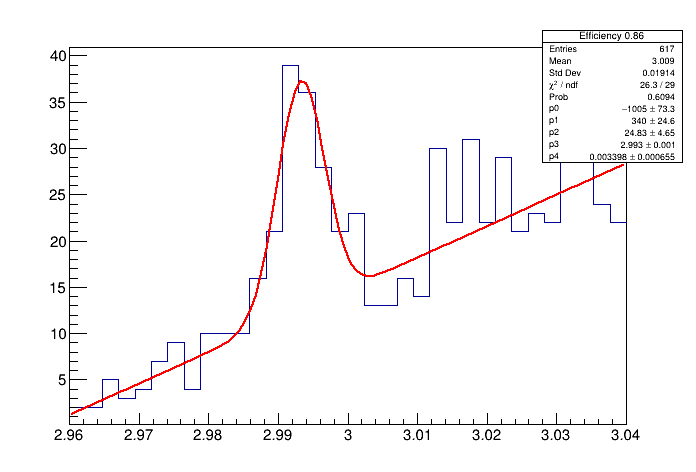 Efficiency 0.86
Entries 617
Mean 3.009
Std Dev 0.01914
χ² / ndf 26.3 / 29
Prob 0.6094
p0 −1005 ± 73.3
p1 340 ± 24.6
p2 24.83 ± 4.65
p3 2.993 ± 0.001
p4 0.003398 ± 0.000655
40
35
30
25
20
15
10
5
2.96 2.97 2.98 2.99 3 3.01 3.02 3.03 3.04